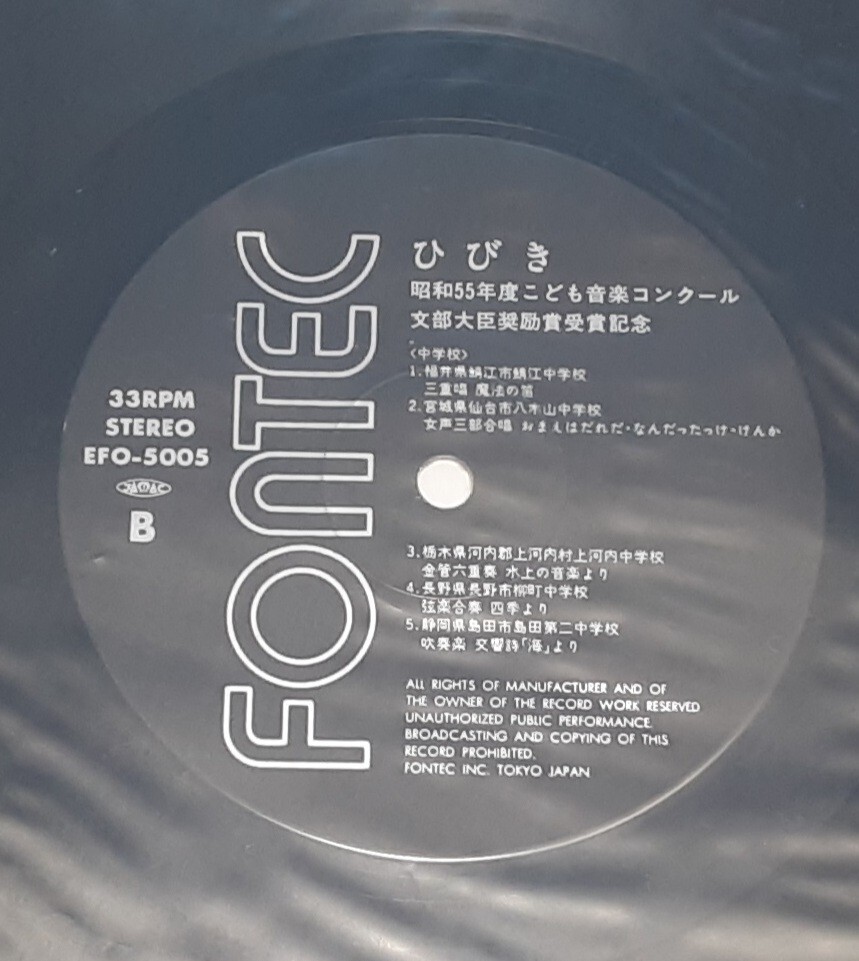 FONTEC
33RPM
STEREO
EFO-5005
B
ひびき
昭和55年度こども音楽コンクール
文部大臣奨励賞受賞記念
〈中学校〉
1.福井県鯖江市鯖江中学校
三重唱 魔法の笛
2.宮城県仙台市八木山中学校
女声三部合唱 おまえはだれだ・なんだったっけ・けんか
3.栃木県河内郡上河内村上河内中学校
金管六重奏 水上の音楽より
4.長野県長野市柳町中学校
弦楽合奏 四季より
5.静岡県島田市島田第二中学校
吹奏楽 交響詩「海」より
ALL RIGHTS OF MANUFACTURER AND OF
THE OWNER OF THE RECORD WORK RESERVED
UNAUTHORIZED PUBLIC PERFORMANCE
BROADCASTING AND COPYING OF THIS
RECORD PROHIBITED.
FONTEC INC. TOKYO JAPAN